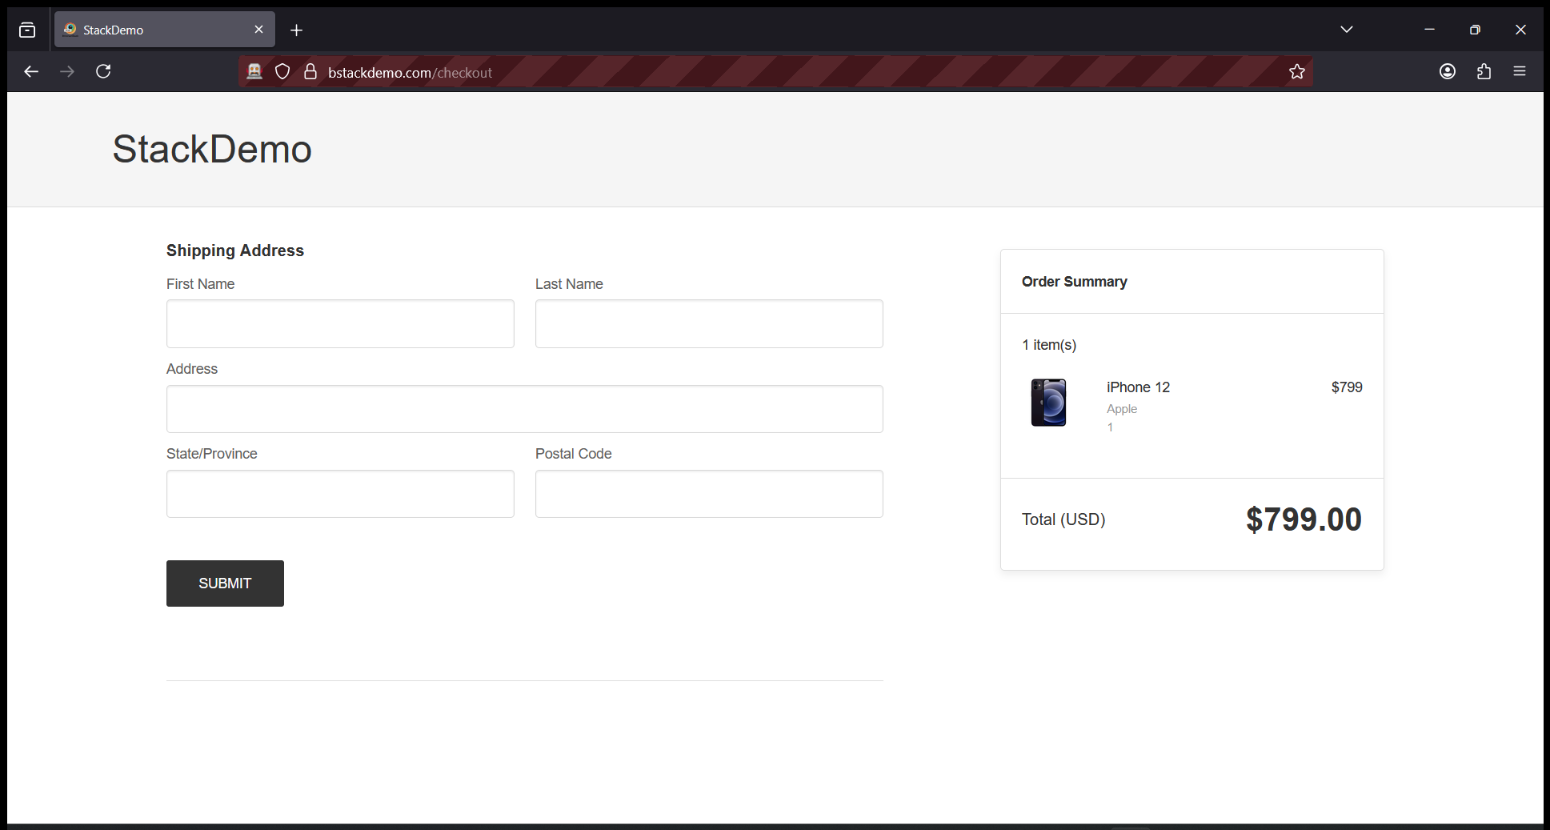 StackDemo
bstackdemo.com/checkout
StackDemo
Shipping Address
First Name
Last Name
Address
State/Province
Postal Code
SUBMIT
Order Summary
1 item(s)
iPhone 12
$799
Apple
1
Total (USD)
$799.00